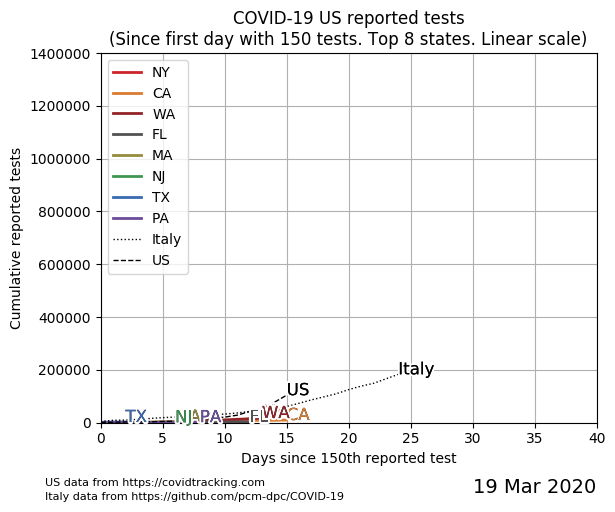 COVID-19 US reported tests
(Since first day with 150 tests. Top 8 states. Linear scale)
1400000
1200000
1000000
800000
600000
400000
200000
0
Cumulative reported tests
NY
CA
WA
FL
MA
NJ
TX
PA
Italy
US
Italy
US
TX
NJ
PA
FL
WA
CA
0 5 10 15 20 25 30 35 40
Days since 150th reported test
US data from https://covidtracking.com
Italy data from https://github.com/pcm-dpc/COVID-19
19 Mar 2020